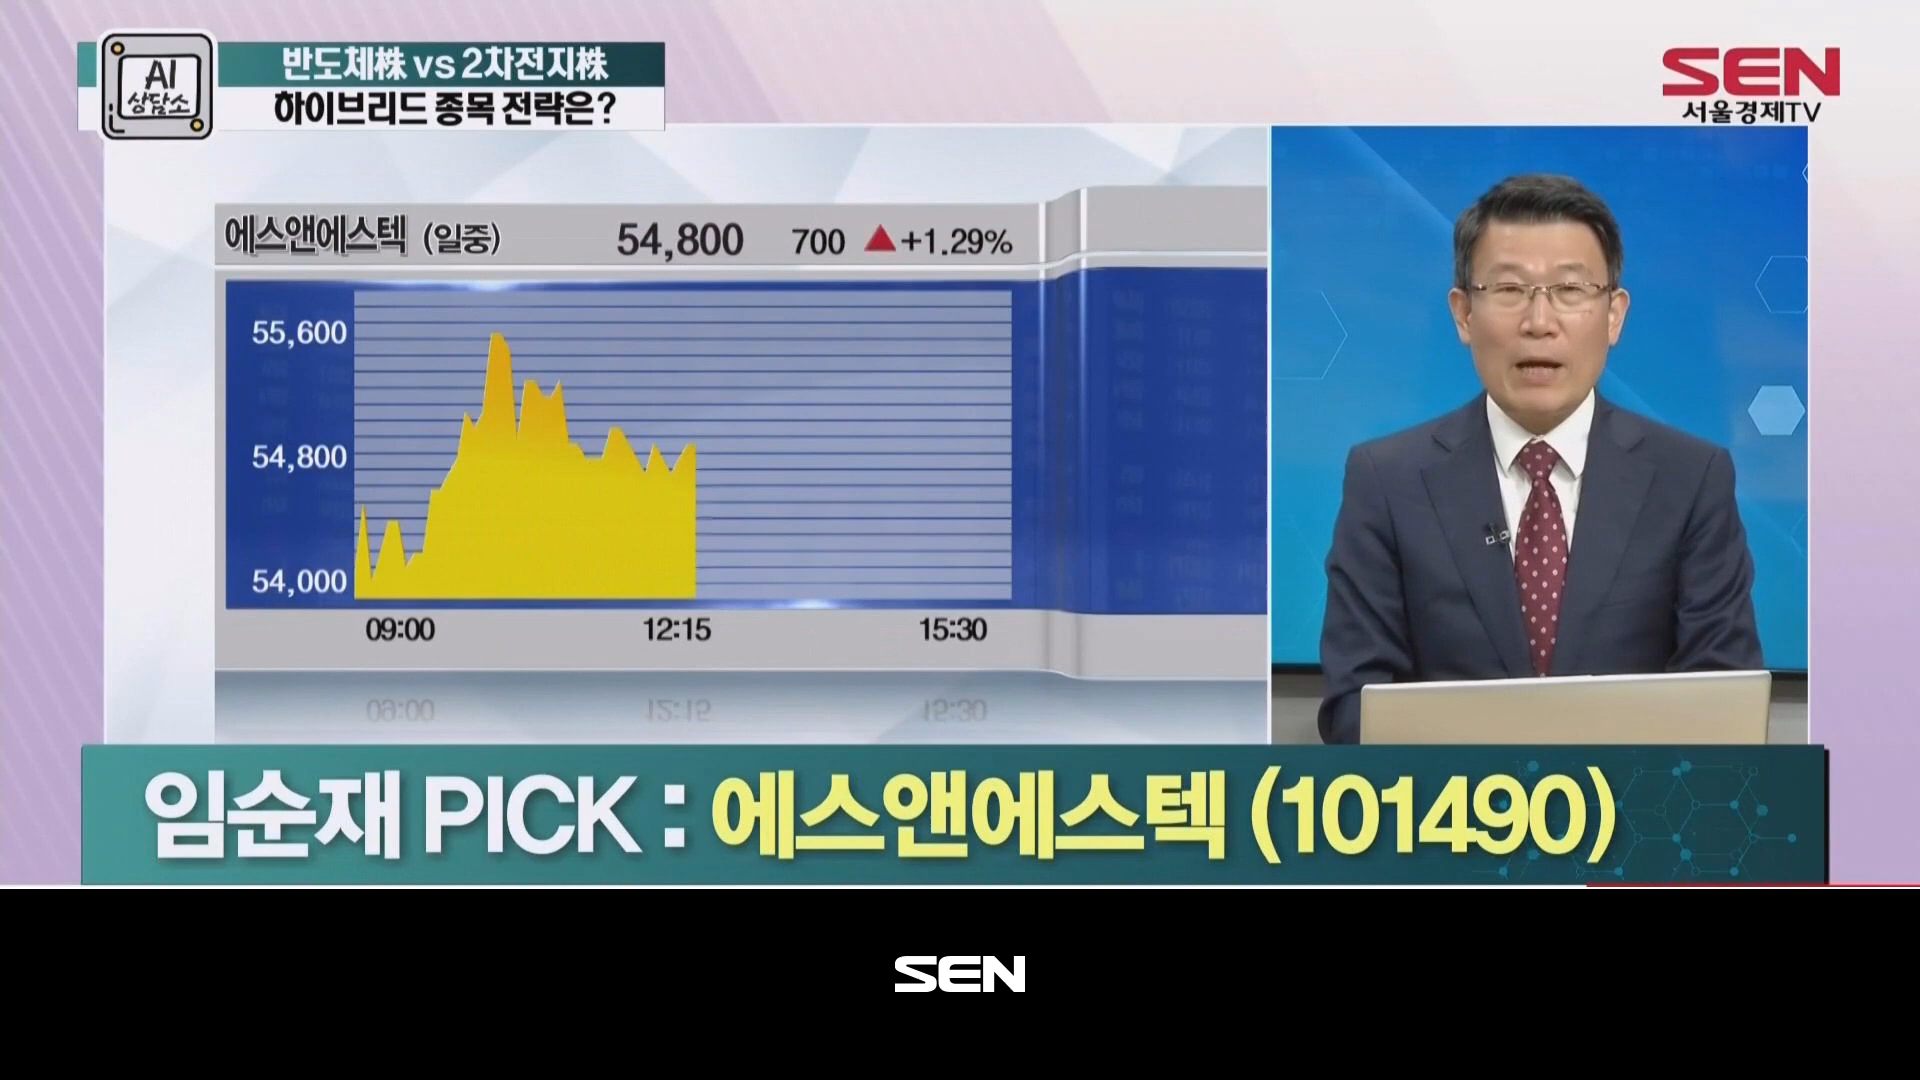 AI
상담소
반도체株 vs 2차전지株
하이브리드 종목 전략은?
SEN
서울경제TV
에스앤에스텍 (일중) 54,800 700 ▲+1.29%
55,600
54,800
54,000
09:00 12:15 15:30
임순재 PICK : 에스앤에스텍 (101490)
SEN